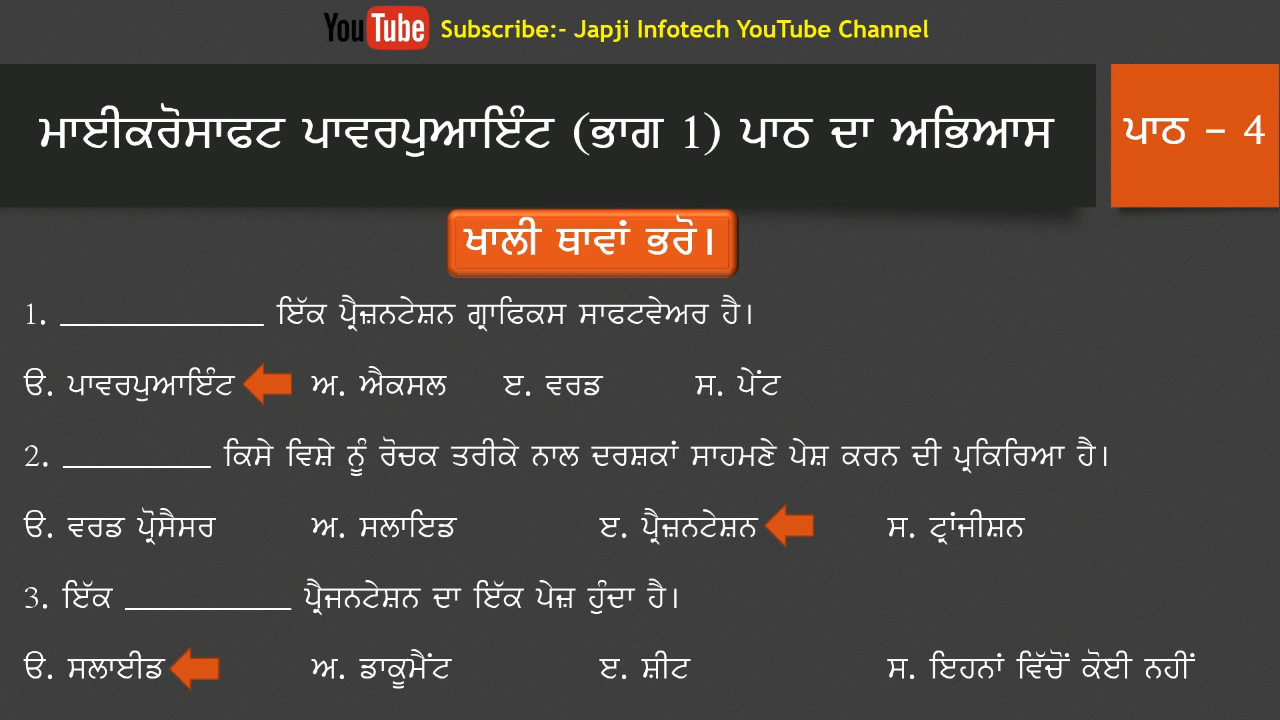 YouTube Subscribe:- Japji Infotech YouTube Channel
ਮਾਈਕਰੋਸਾਫਟ ਪਾਵਰਪੁਆਇੰਟ (ਭਾਗ 1) ਪਾਠ ਦਾ ਅਭਿਆਸ
ਪਾਠ – 4
ਖਾਲੀ ਥਾਵਾਂ ਭਰੋ।
1. ____________ ਇੱਕ ਪ੍ਰੈਜ਼ਨਟੇਸ਼ਨ ਗ੍ਰਾਫਿਕਸ ਸਾਫਟਵੇਅਰ ਹੈ।
ੳ. ਪਾਵਰਪੁਆਇੰਟ ਅ. ਐਕਸਲ ੲ. ਵਰਡ ਸ. ਪੇਂਟ
2. _________ ਕਿਸੇ ਵਿਸ਼ੇ ਨੂੰ ਰੋਚਕ ਤਰੀਕੇ ਨਾਲ ਦਰਸ਼ਕਾਂ ਸਾਹਮਣੇ ਪੇਸ਼ ਕਰਨ ਦੀ ਪ੍ਰਕਿਰਿਆ ਹੈ।
ੳ. ਵਰਡ ਪ੍ਰੋਸੈਸਰ ਅ. ਸਲਾਇਡ ੲ. ਪ੍ਰੈਜ਼ਨਟੇਸ਼ਨ ਸ. ਟ੍ਰਾਂਜੀਸ਼ਨ
3. ਇੱਕ __________ ਪ੍ਰੈਜਨਟੇਸ਼ਨ ਦਾ ਇੱਕ ਪੇਜ਼ ਹੁੰਦਾ ਹੈ।
ੳ. ਸਲਾਈਡ ਅ. ਡਾਕੂਮੈਂਟ ੲ. ਸ਼ੀਟ ਸ. ਇਹਨਾਂ ਵਿੱਚੋਂ ਕੋਈ ਨਹੀਂ